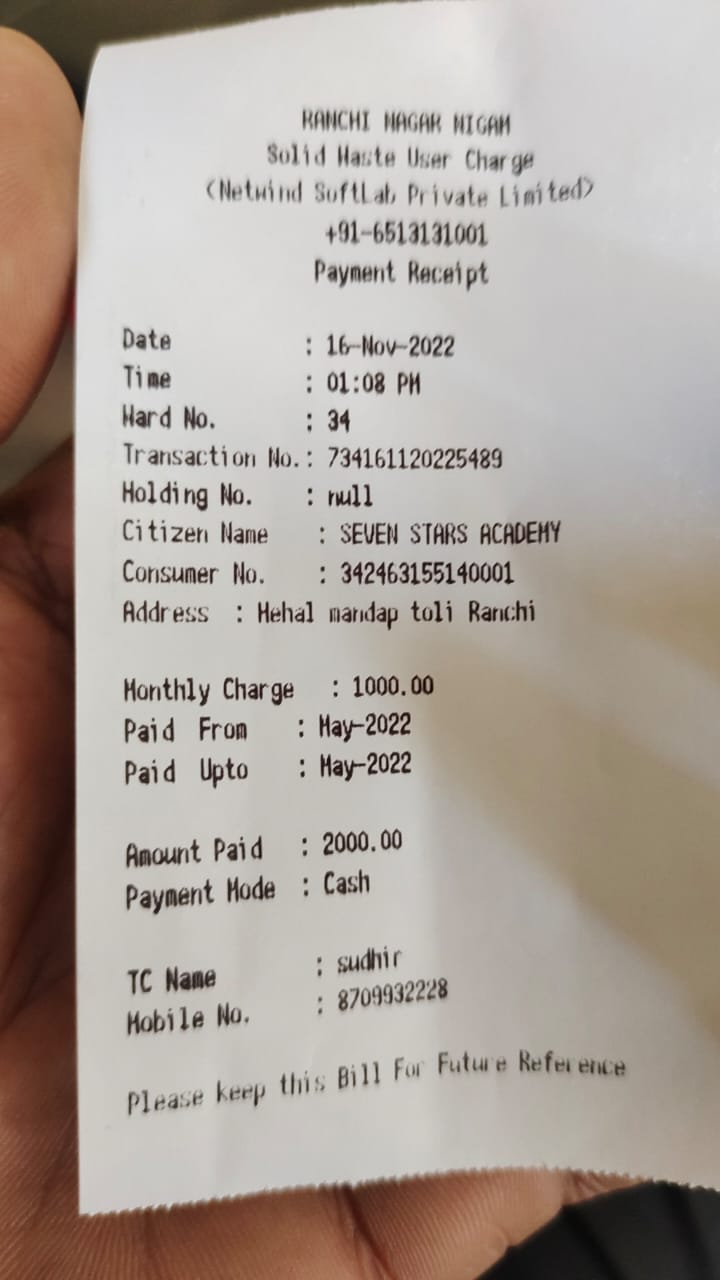 RANCHI NAGAR NIGAM
Solid Waste User Charge
(Netwind SoftLab Private Limited)
+91-6513131001
Payment Receipt
Date : 16-Nov-2022
Time : 01:08 PM
Ward No. : 34
Transaction No.: 734161120225489
Holding No. : null
Citizen Name : SEVEN STARS ACADEMY
Consumer No. : 342463155140001
Address : Hehal mandap toli Ranchi
Monthly Charge : 1000.00
Paid From : May-2022
Paid Upto : May-2022
Amount Paid : 2000.00
Payment Mode : Cash
TC Name : sudhir
Mobile No. : 8709932228
Please keep this Bill For Future Reference